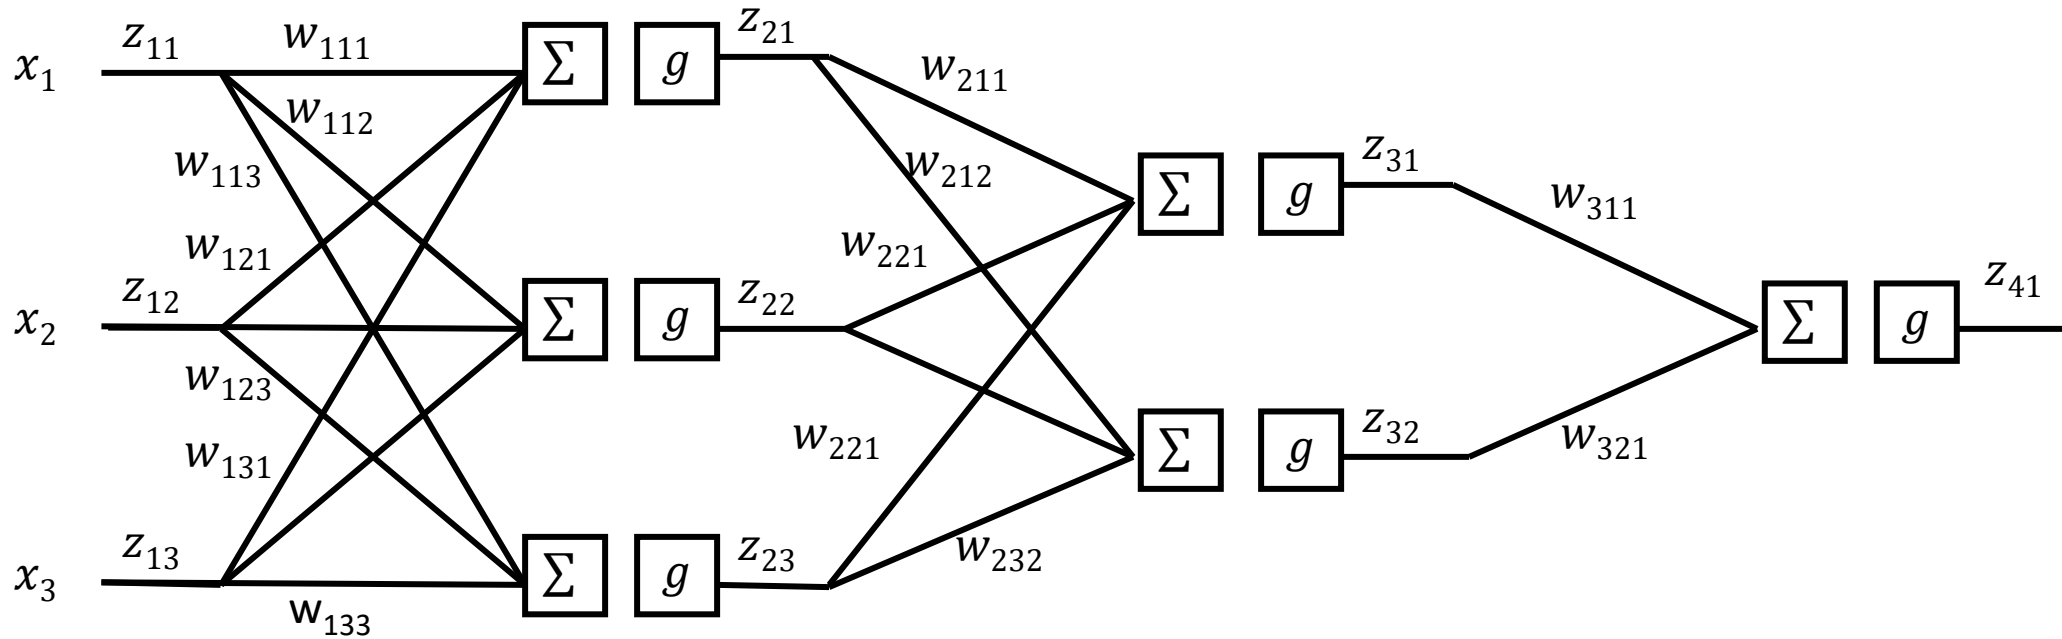 x₁ z₁₁ w₁₁₁ Σ g z₂₁ w₂₁₁
w₁₁₂
w₁₁₃ w₂₁₂ Σ g z₃₁ w₃₁₁
w₁₂₁ w₂₂₁
x₂ z₁₂ Σ g z₂₂ Σ g z₄₁
w₁₂₃
w₁₃₁ w₂₂₁ Σ g z₃₂ w₃₂₁
x₃ z₁₃ Σ g z₂₃ w₂₃₂
w₁₃₃